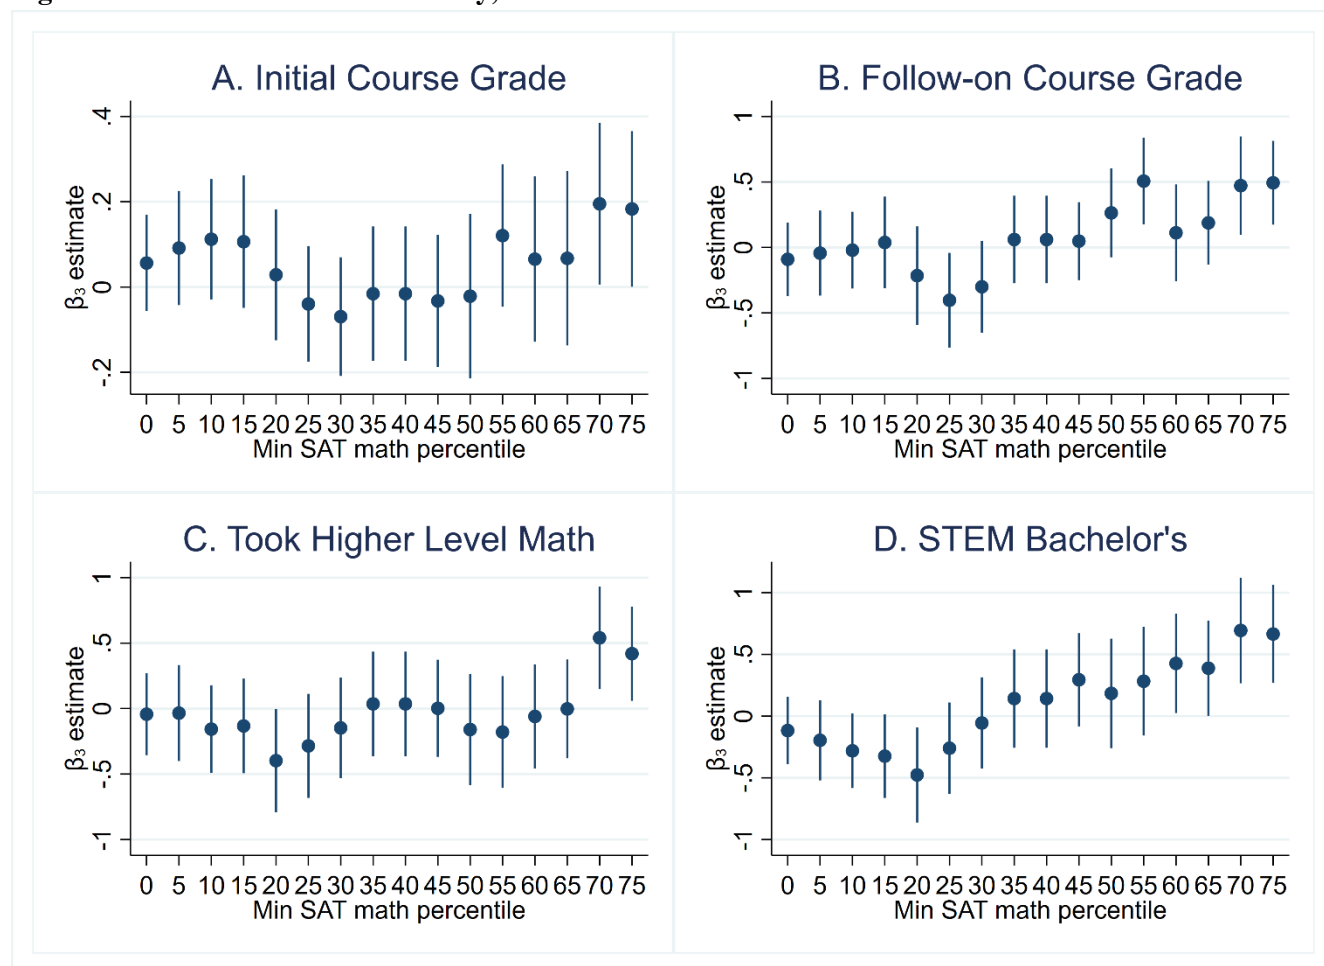 A. Initial Course Grade
.4
.2
0
-.2
β₃ estimate
0 5 10 15 20 25 30 35 40 45 50 55 60 65 70 75
Min SAT math percentile
B. Follow-on Course Grade
1
.5
0
-.5
-1
β₃ estimate
0 5 10 15 20 25 30 35 40 45 50 55 60 65 70 75
Min SAT math percentile
C. Took Higher Level Math
1
.5
0
-.5
-1
β₃ estimate
0 5 10 15 20 25 30 35 40 45 50 55 60 65 70 75
Min SAT math percentile
D. STEM Bachelor's
1
.5
0
-.5
-1
β₃ estimate
0 5 10 15 20 25 30 35 40 45 50 55 60 65 70 75
Min SAT math percentile